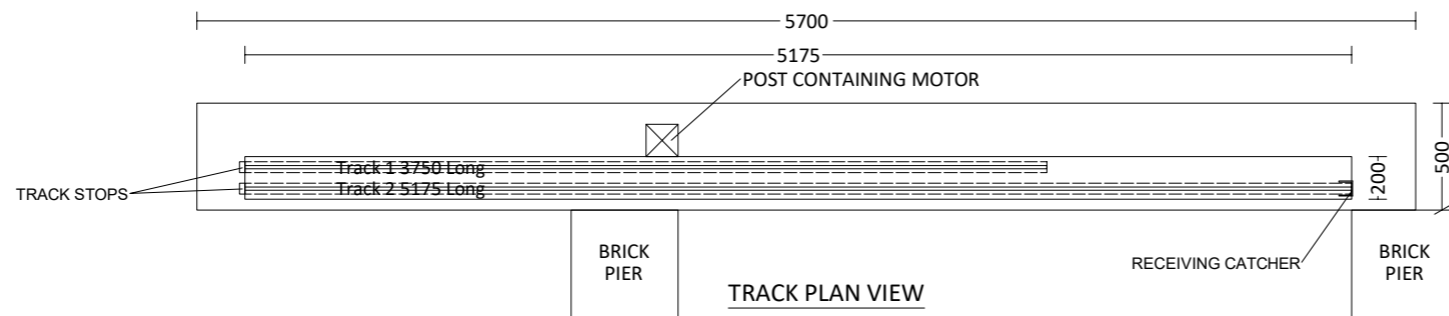 5700
5175
POST CONTAINING MOTOR
Track 1 3750 Long
Track 2 5175 Long
TRACK STOPS
200
500
BRICK
PIER
RECEIVING CATCHER
BRICK
PIER
TRACK PLAN VIEW